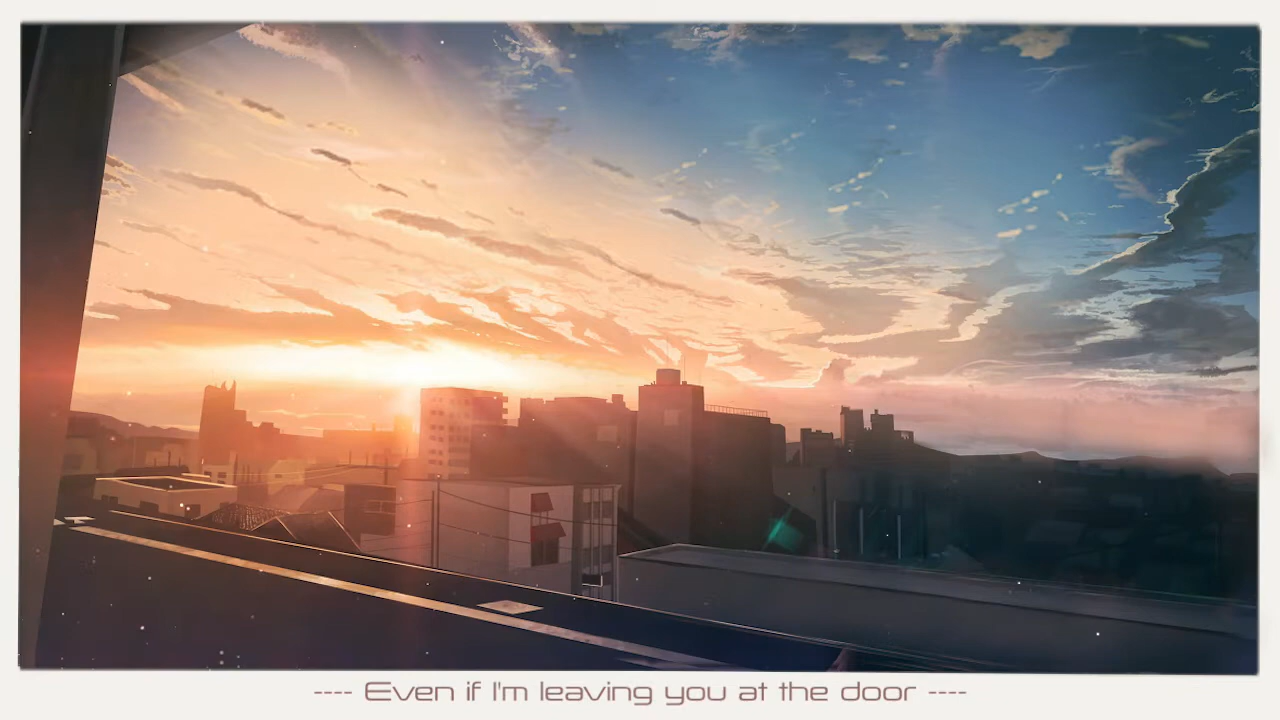 ---- Even if I'm leaving you at the door ----